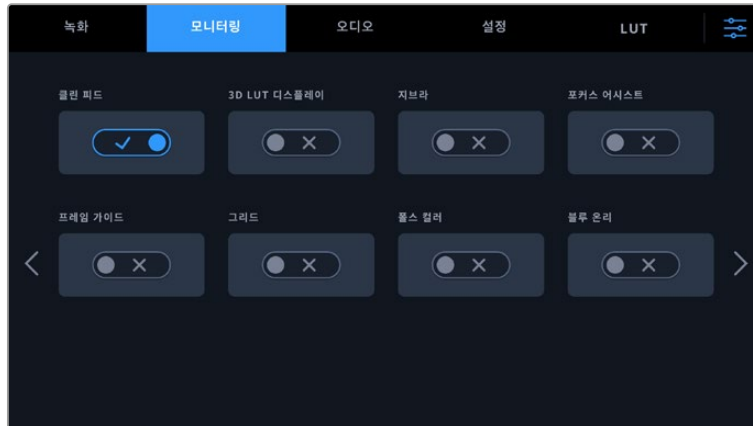 녹화 모니터링 오디오 설정 LUT
클린 피드 3D LUT 디스플레이 지브라 포커스 어시스트
프레임 가이드 그리드 폴스 컬러 블루 온리